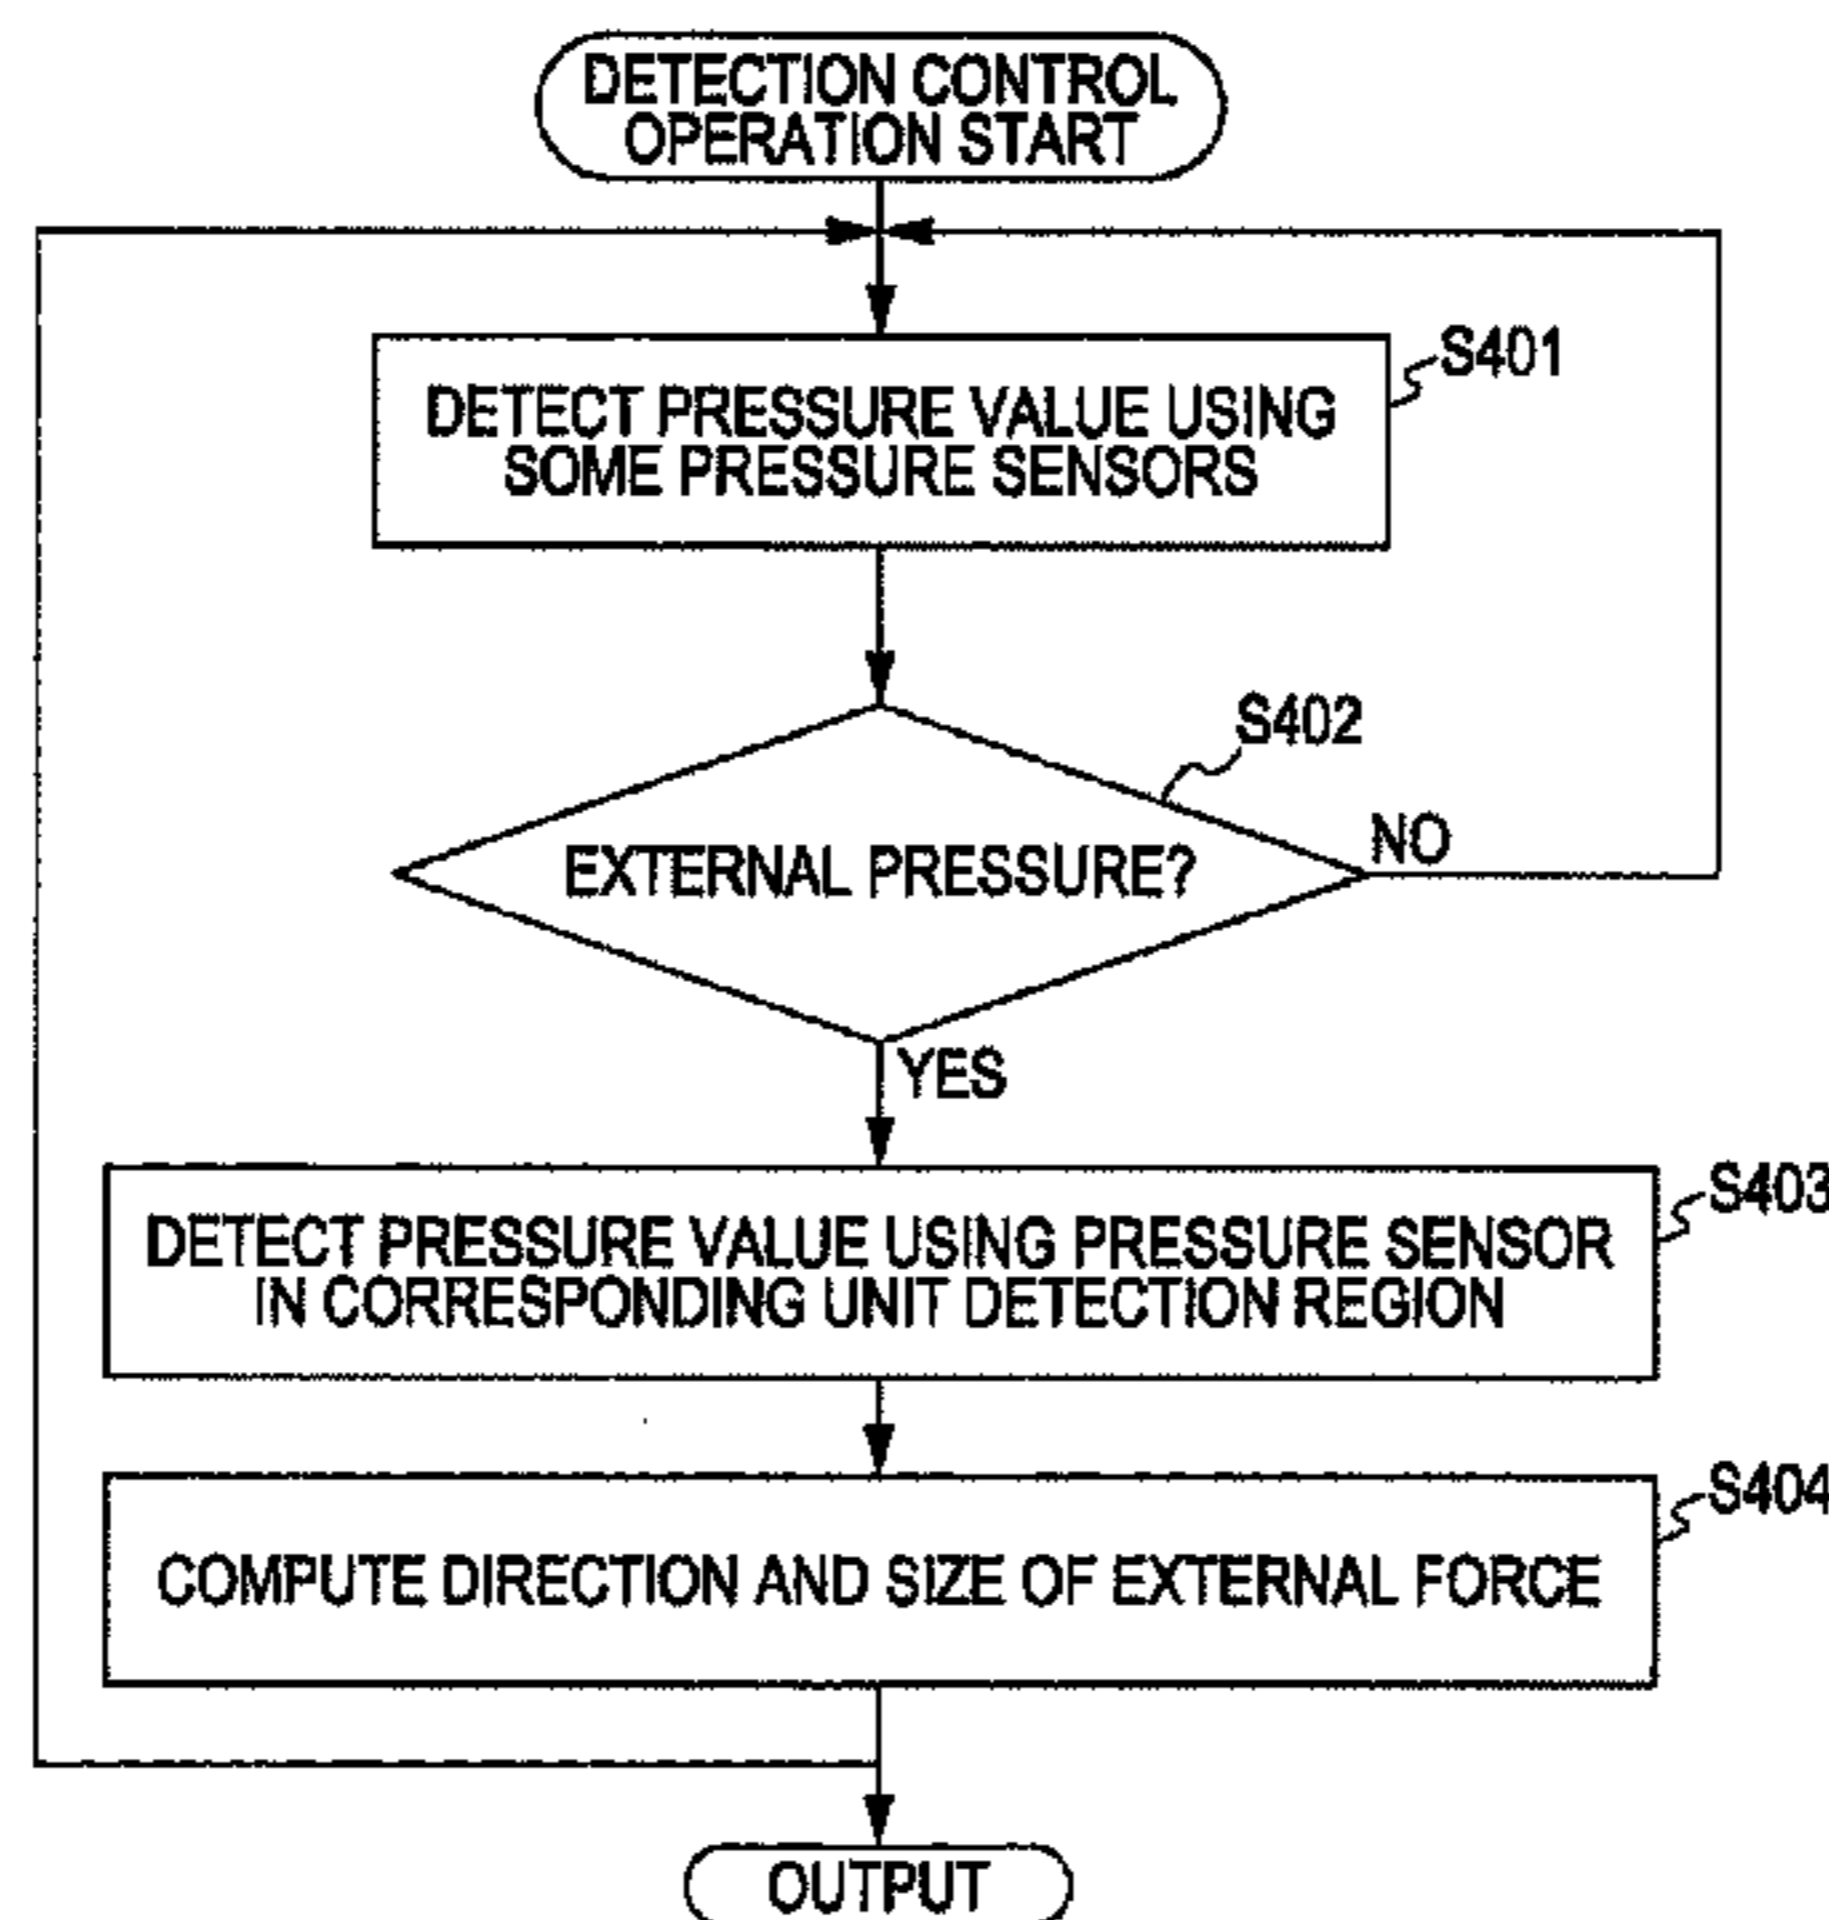 DETECTION CONTROL
OPERATION START
S401
DETECT PRESSURE VALUE USING
SOME PRESSURE SENSORS
S402
EXTERNAL PRESSURE?
NO
YES
S403
DETECT PRESSURE VALUE USING PRESSURE SENSOR
IN CORRESPONDING UNIT DETECTION REGION
S404
COMPUTE DIRECTION AND SIZE OF EXTERNAL FORCE
OUTPUT